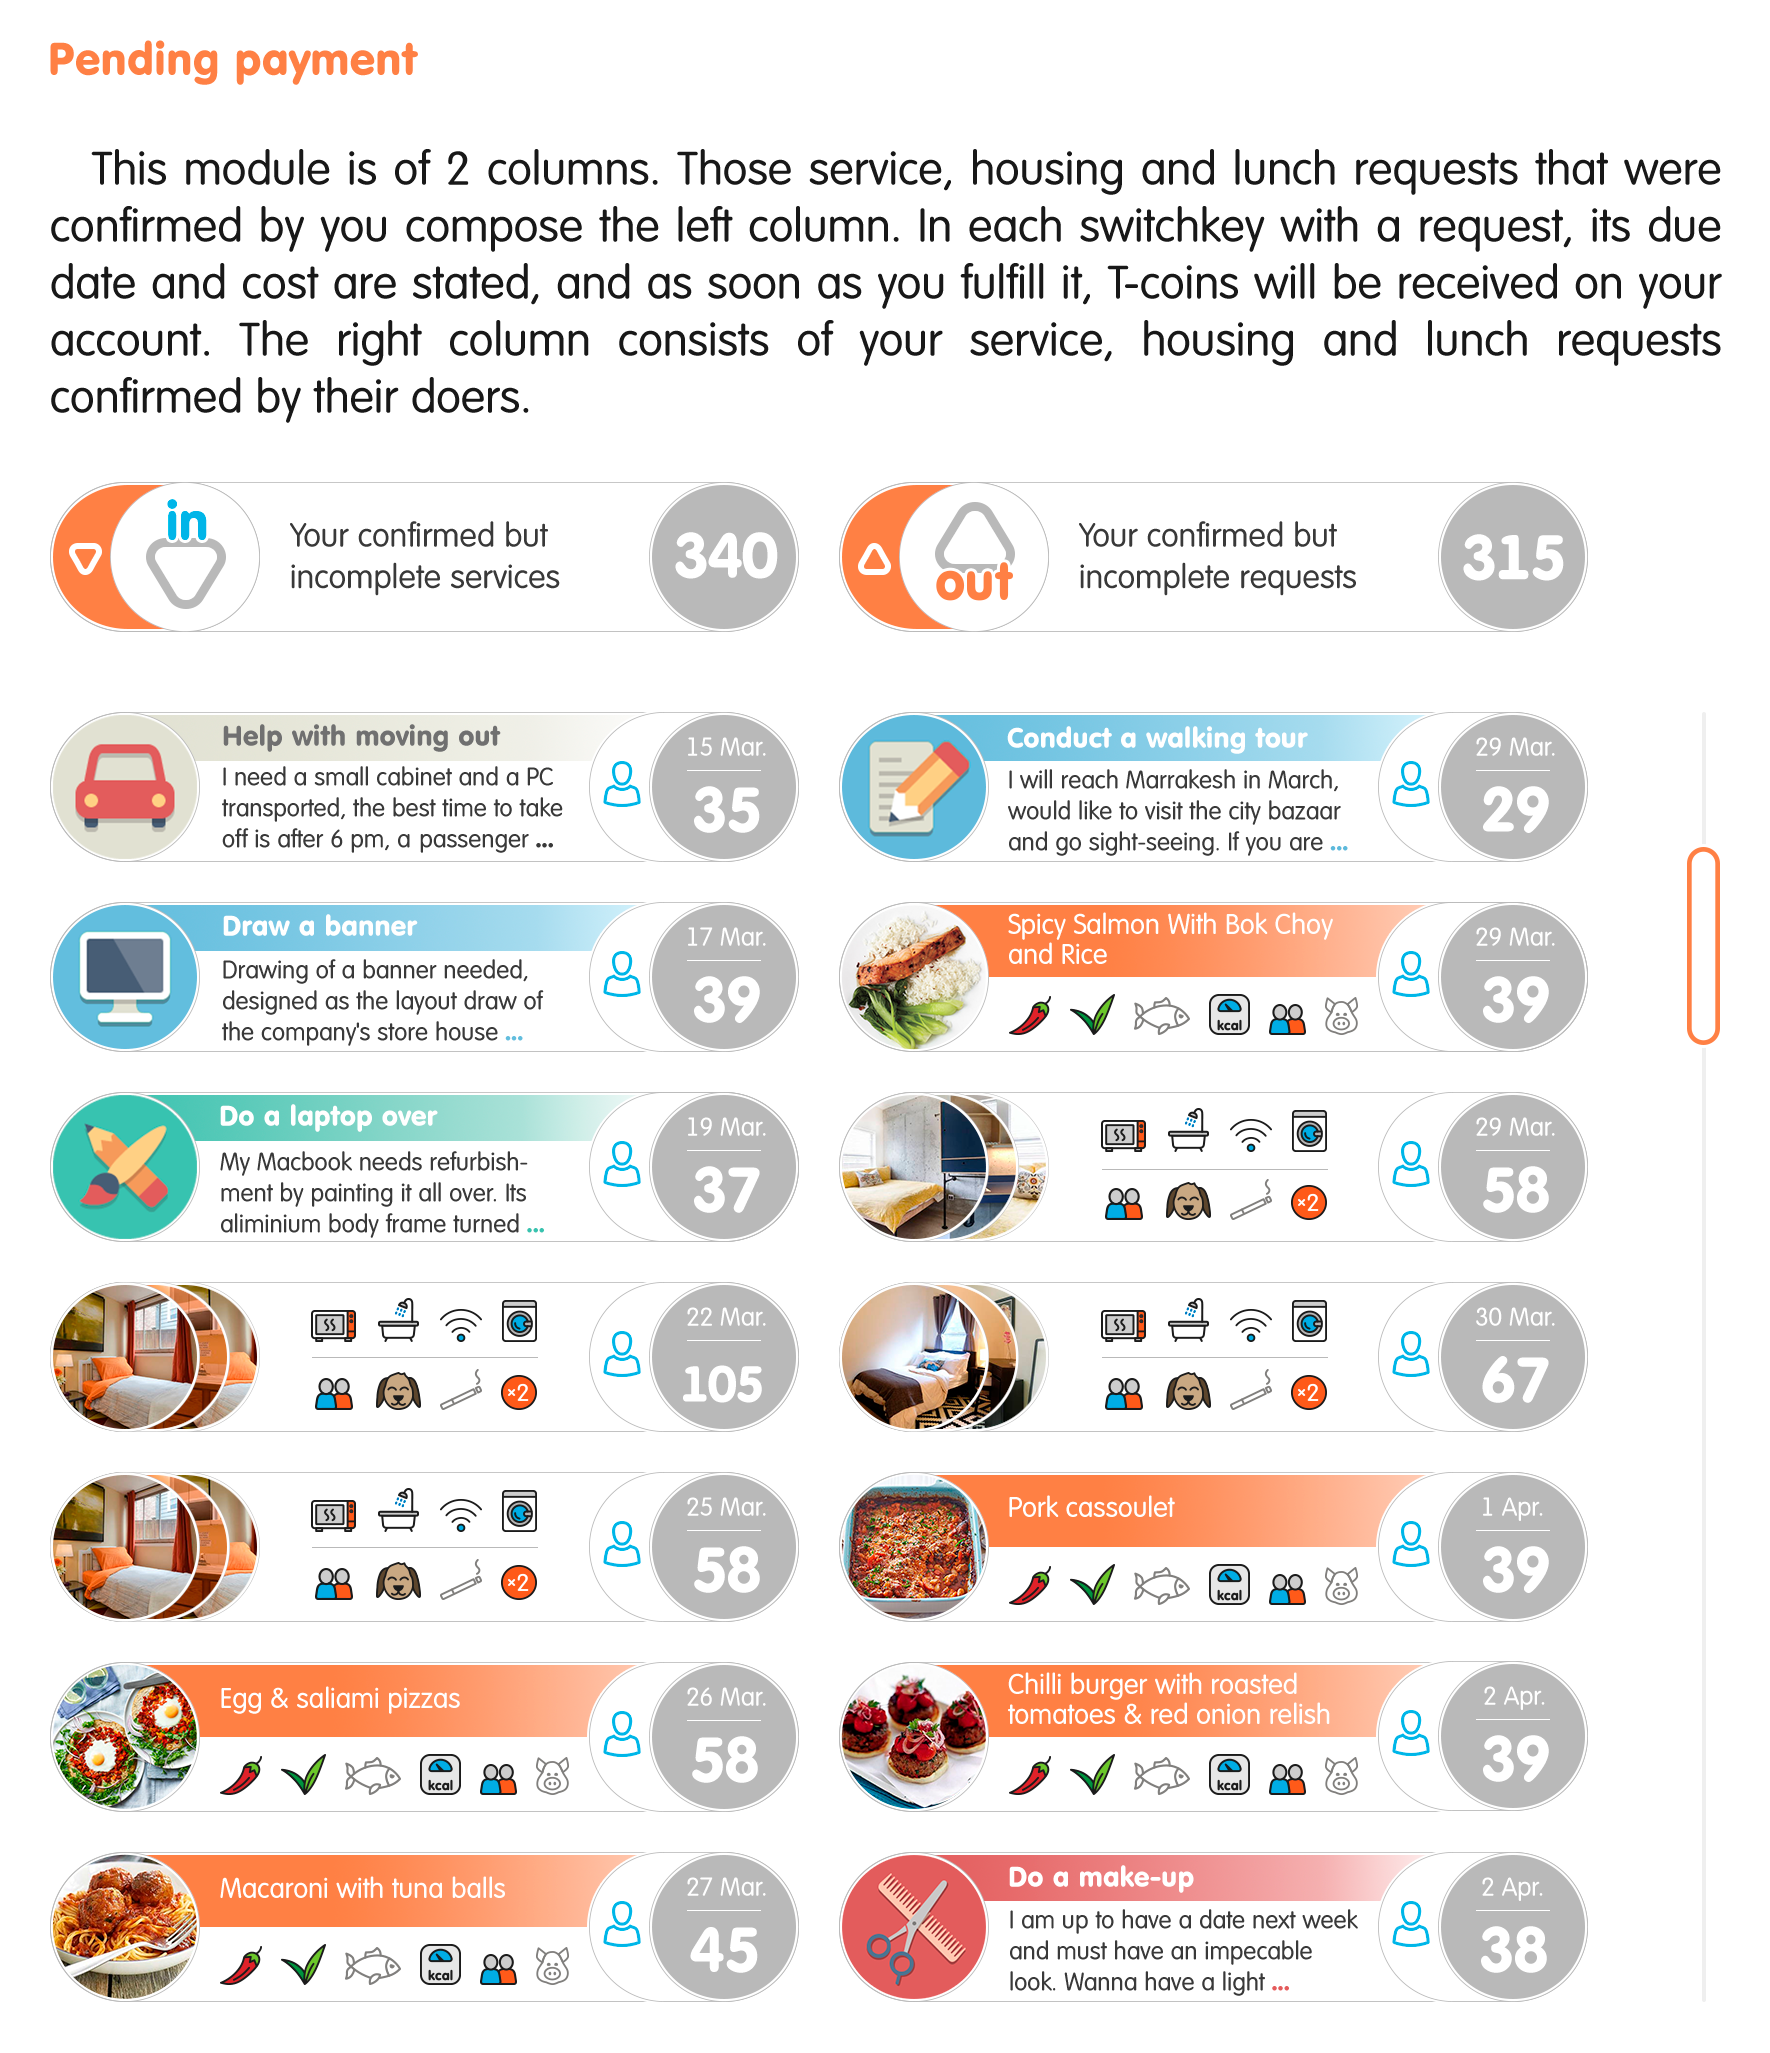 Pending payment
This module is of 2 columns. Those service, housing and lunch requests that were
confirmed by you compose the left column. In each switchkey with a request, its due
date and cost are stated, and as soon as you fulfill it, T-coins will be received on your
account. The right column consists of your service, housing and lunch requests
confirmed by their doers.
in
Your confirmed but
incomplete services
340
out
Your confirmed but
incomplete requests
315
Help with moving out
I need a small cabinet and a PC
transported, the best time to take
off is after 6 pm, a passenger ...
15 Mar.
35
Conduct a walking tour
I will reach Marrakesh in March,
would like to visit the city bazaar
and go sight-seeing. If you are ...
29 Mar.
29
Draw a banner
Drawing of a banner needed,
designed as the layout draw of
the company's store house ...
17 Mar.
39
Spicy Salmon With Bok Choy
and Rice
kcal
29 Mar.
39
Do a laptop over
My Macbook needs refurbish-
ment by painting it all over. Its
aliminium body frame turned ...
19 Mar.
37
×2
29 Mar.
58
×2
22 Mar.
105
×2
30 Mar.
67
×2
25 Mar.
58
Pork cassoulet
kcal
1 Apr.
39
Egg & saliami pizzas
kcal
26 Mar.
58
Chilli burger with roasted
tomatoes & red onion relish
kcal
2 Apr.
39
Macaroni with tuna balls
kcal
27 Mar.
45
Do a make-up
I am up to have a date next week
and must have an impecable
look. Wanna have a light ...
2 Apr.
38